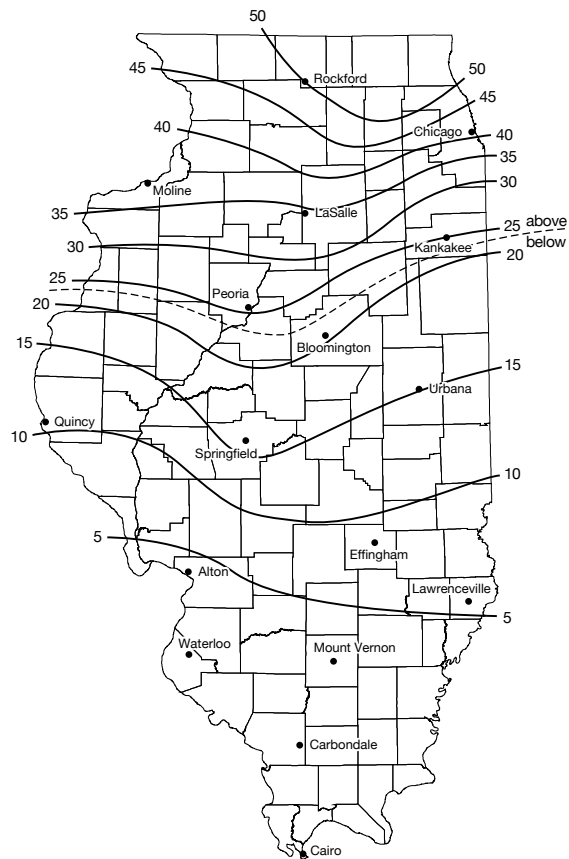 50
45
50
Rockford
45
40
Chicago
40
35
Moline
30
35
LaSalle
25 above
Kankakee
below
30
20
25
Peoria
20
Bloomington
15
15
Urbana
Quincy
10
Springfield
10
5
Effingham
Alton
Lawrenceville
5
Waterloo
Mount Vernon
Carbondale
Cairo